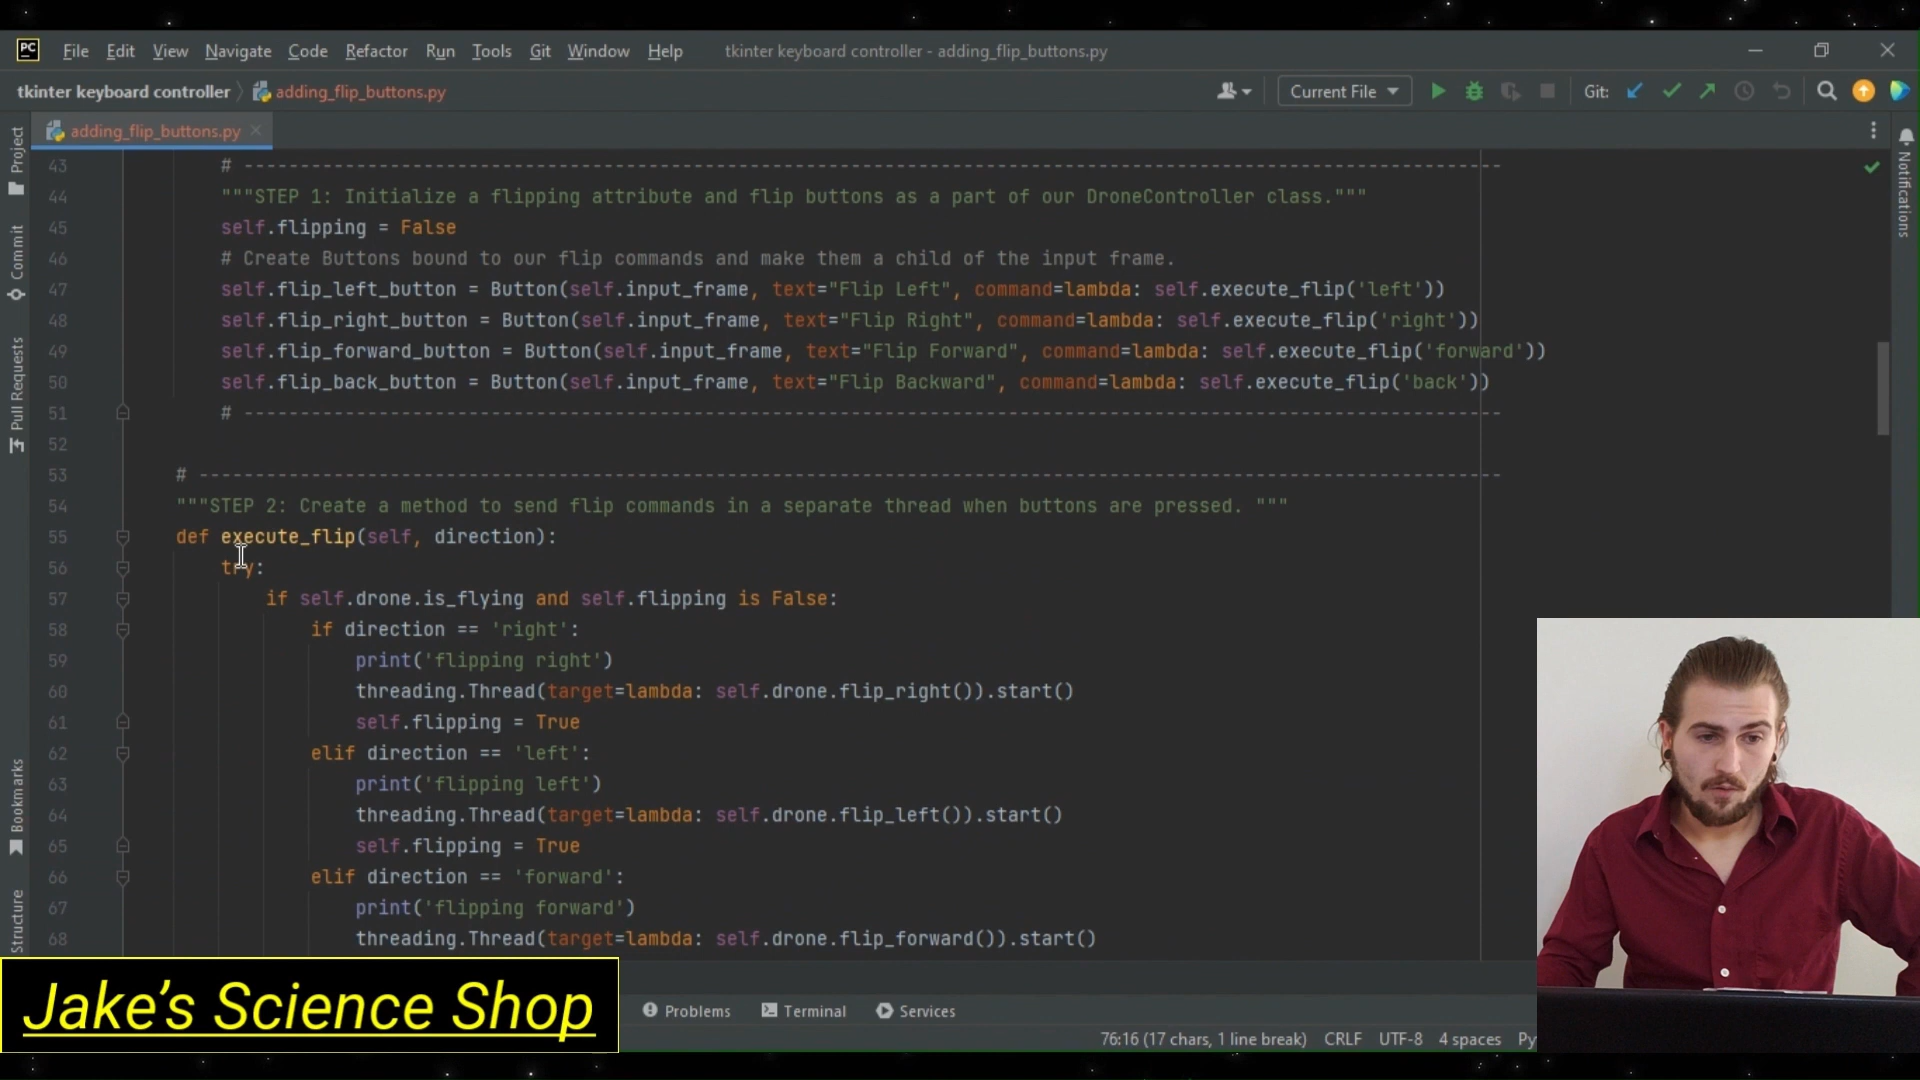 PC File Edit View Navigate Code Refactor Run Tools Git Window Help tkinter keyboard controller - adding_flip_buttons.py
tkinter keyboard controller adding_flip_buttons.py Current File Git:
adding_flip_buttons.py
Project
Commit
Pull Requests
Bookmarks
Structure
Notifications
43 # ----------------------------------------------------------------------------------------------------------------
44 """STEP 1: Initialize a flipping attribute and flip buttons as a part of our DroneController class."""
45 self.flipping = False
46 # Create Buttons bound to our flip commands and make them a child of the input frame.
47 self.flip_left_button = Button(self.input_frame, text="Flip Left", command=lambda: self.execute_flip('left'))
48 self.flip_right_button = Button(self.input_frame, text="Flip Right", command=lambda: self.execute_flip('right'))
49 self.flip_forward_button = Button(self.input_frame, text="Flip Forward", command=lambda: self.execute_flip('forward'))
50 self.flip_back_button = Button(self.input_frame, text="Flip Backward", command=lambda: self.execute_flip('back'))
51 # ----------------------------------------------------------------------------------------------------------------
52
53 # --------------------------------------------------------------------------------------------------------------------
54 """STEP 2: Create a method to send flip commands in a separate thread when buttons are pressed. """
55 def execute_flip(self, direction):
56 try:
57 if self.drone.is_flying and self.flipping is False:
58 if direction == 'right':
59 print('flipping right')
60 threading.Thread(target=lambda: self.drone.flip_right()).start()
61 self.flipping = True
62 elif direction == 'left':
63 print('flipping left')
64 threading.Thread(target=lambda: self.drone.flip_left()).start()
65 self.flipping = True
66 elif direction == 'forward':
67 print('flipping forward')
68 threading.Thread(target=lambda: self.drone.flip_forward()).start()
Jake's Science Shop
Problems Terminal Services
76:16 (17 chars, 1 line break) CRLF UTF-8 4 spaces Py